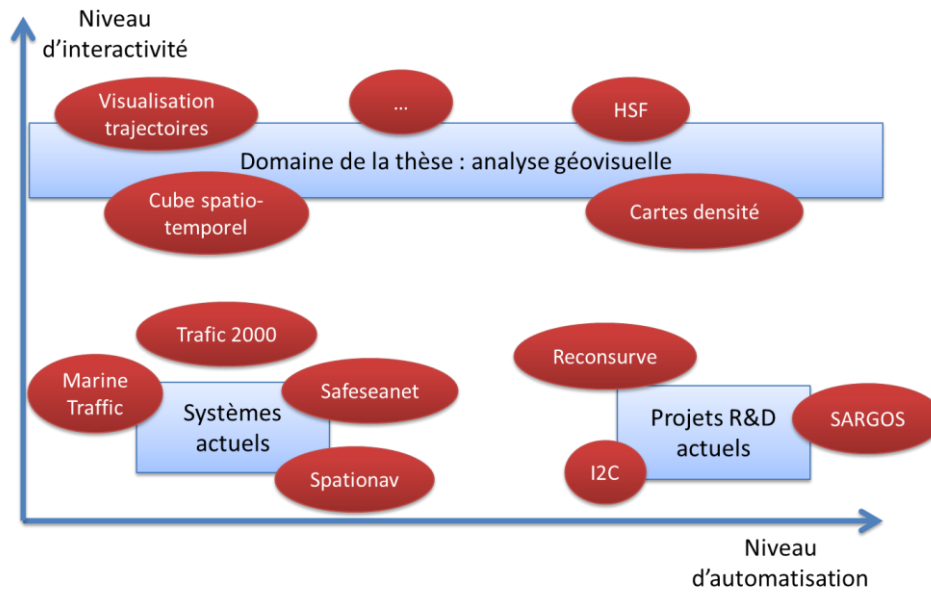 Niveau
d’interactivité
Visualisation
trajectoires
...
HSF
Domaine de la thèse : analyse géovisuelle
Cube spatio-
temporel
Cartes densité
Trafic 2000
Reconsurve
Marine
Traffic
Safeseanet
Systèmes
actuels
Projets R&D
actuels
SARGOS
Spationav
I2C
Niveau
d’automatisation